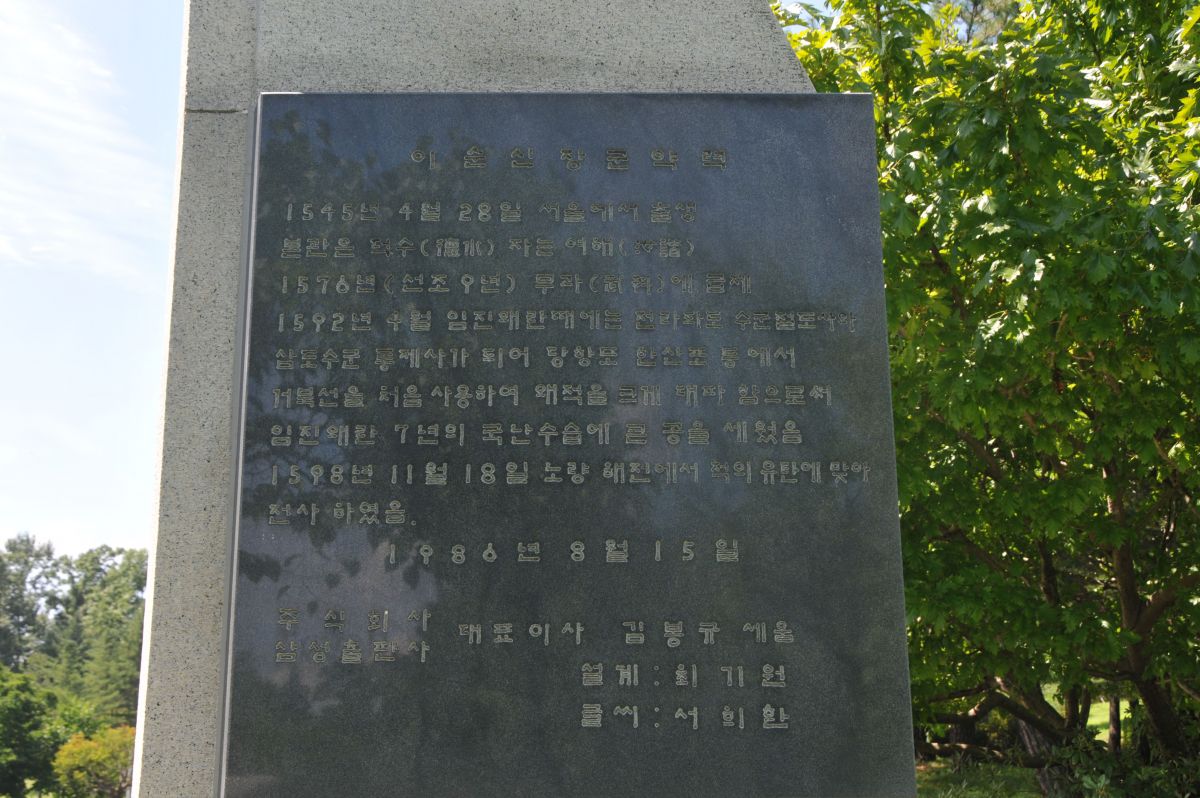 이순신장군약력
1545년 4월 28일 서울에서 출생
본관은 덕수(德水) 자는 여해(汝諧)
1576년(선조9년) 무과(武科)에 급제
1592년 4월 임진왜란때에는 전라좌도 수군절도사와
삼도수군 통제사가 되어 당항포 한산포 등에서
거북선을 처음 사용하여 왜적을 크게 대파 함으로써
임진왜란 7년의 국난수습에 큰 공을 세웠음
1598년 11월 18일 노량 해전에서 적의 유탄에 맞아
전사 하였음.
1986년 8월 15일
주식회사
삼성출판사 대표이사 김봉규 세움
설계:최기원
글씨:서희환